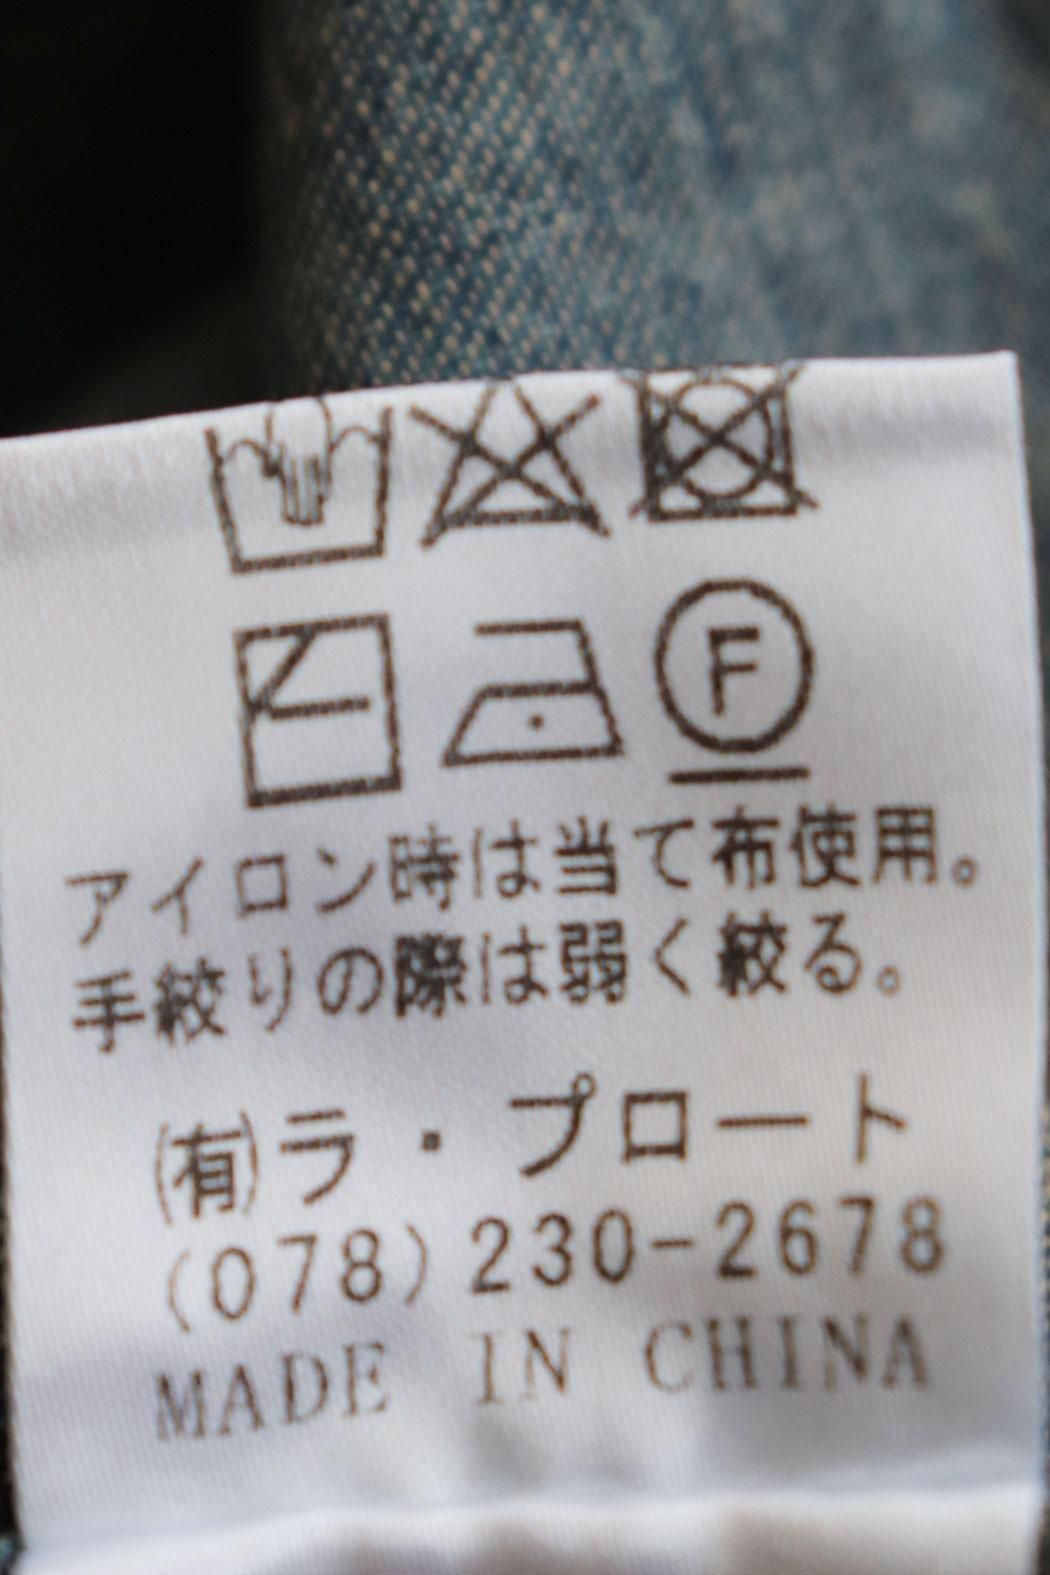 F
アイロン時は当て布使用。
手絞りの際は弱く絞る。
(有)ラ・プロート
(078)230-2678
MADE IN CHINA